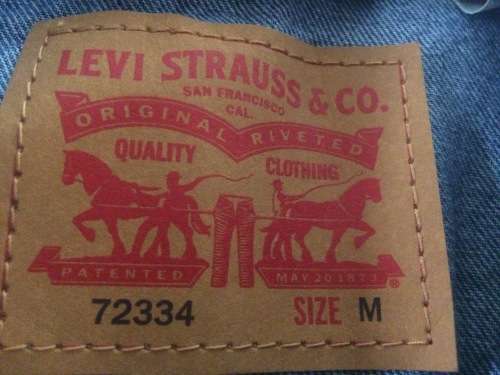 LEVI STRAUSS & CO.
SAN FRANCISCO
CAL.
ORIGINAL RIVETED
QUALITY CLOTHING
PATENTED MAY 20 1873 ®
72334 SIZE M